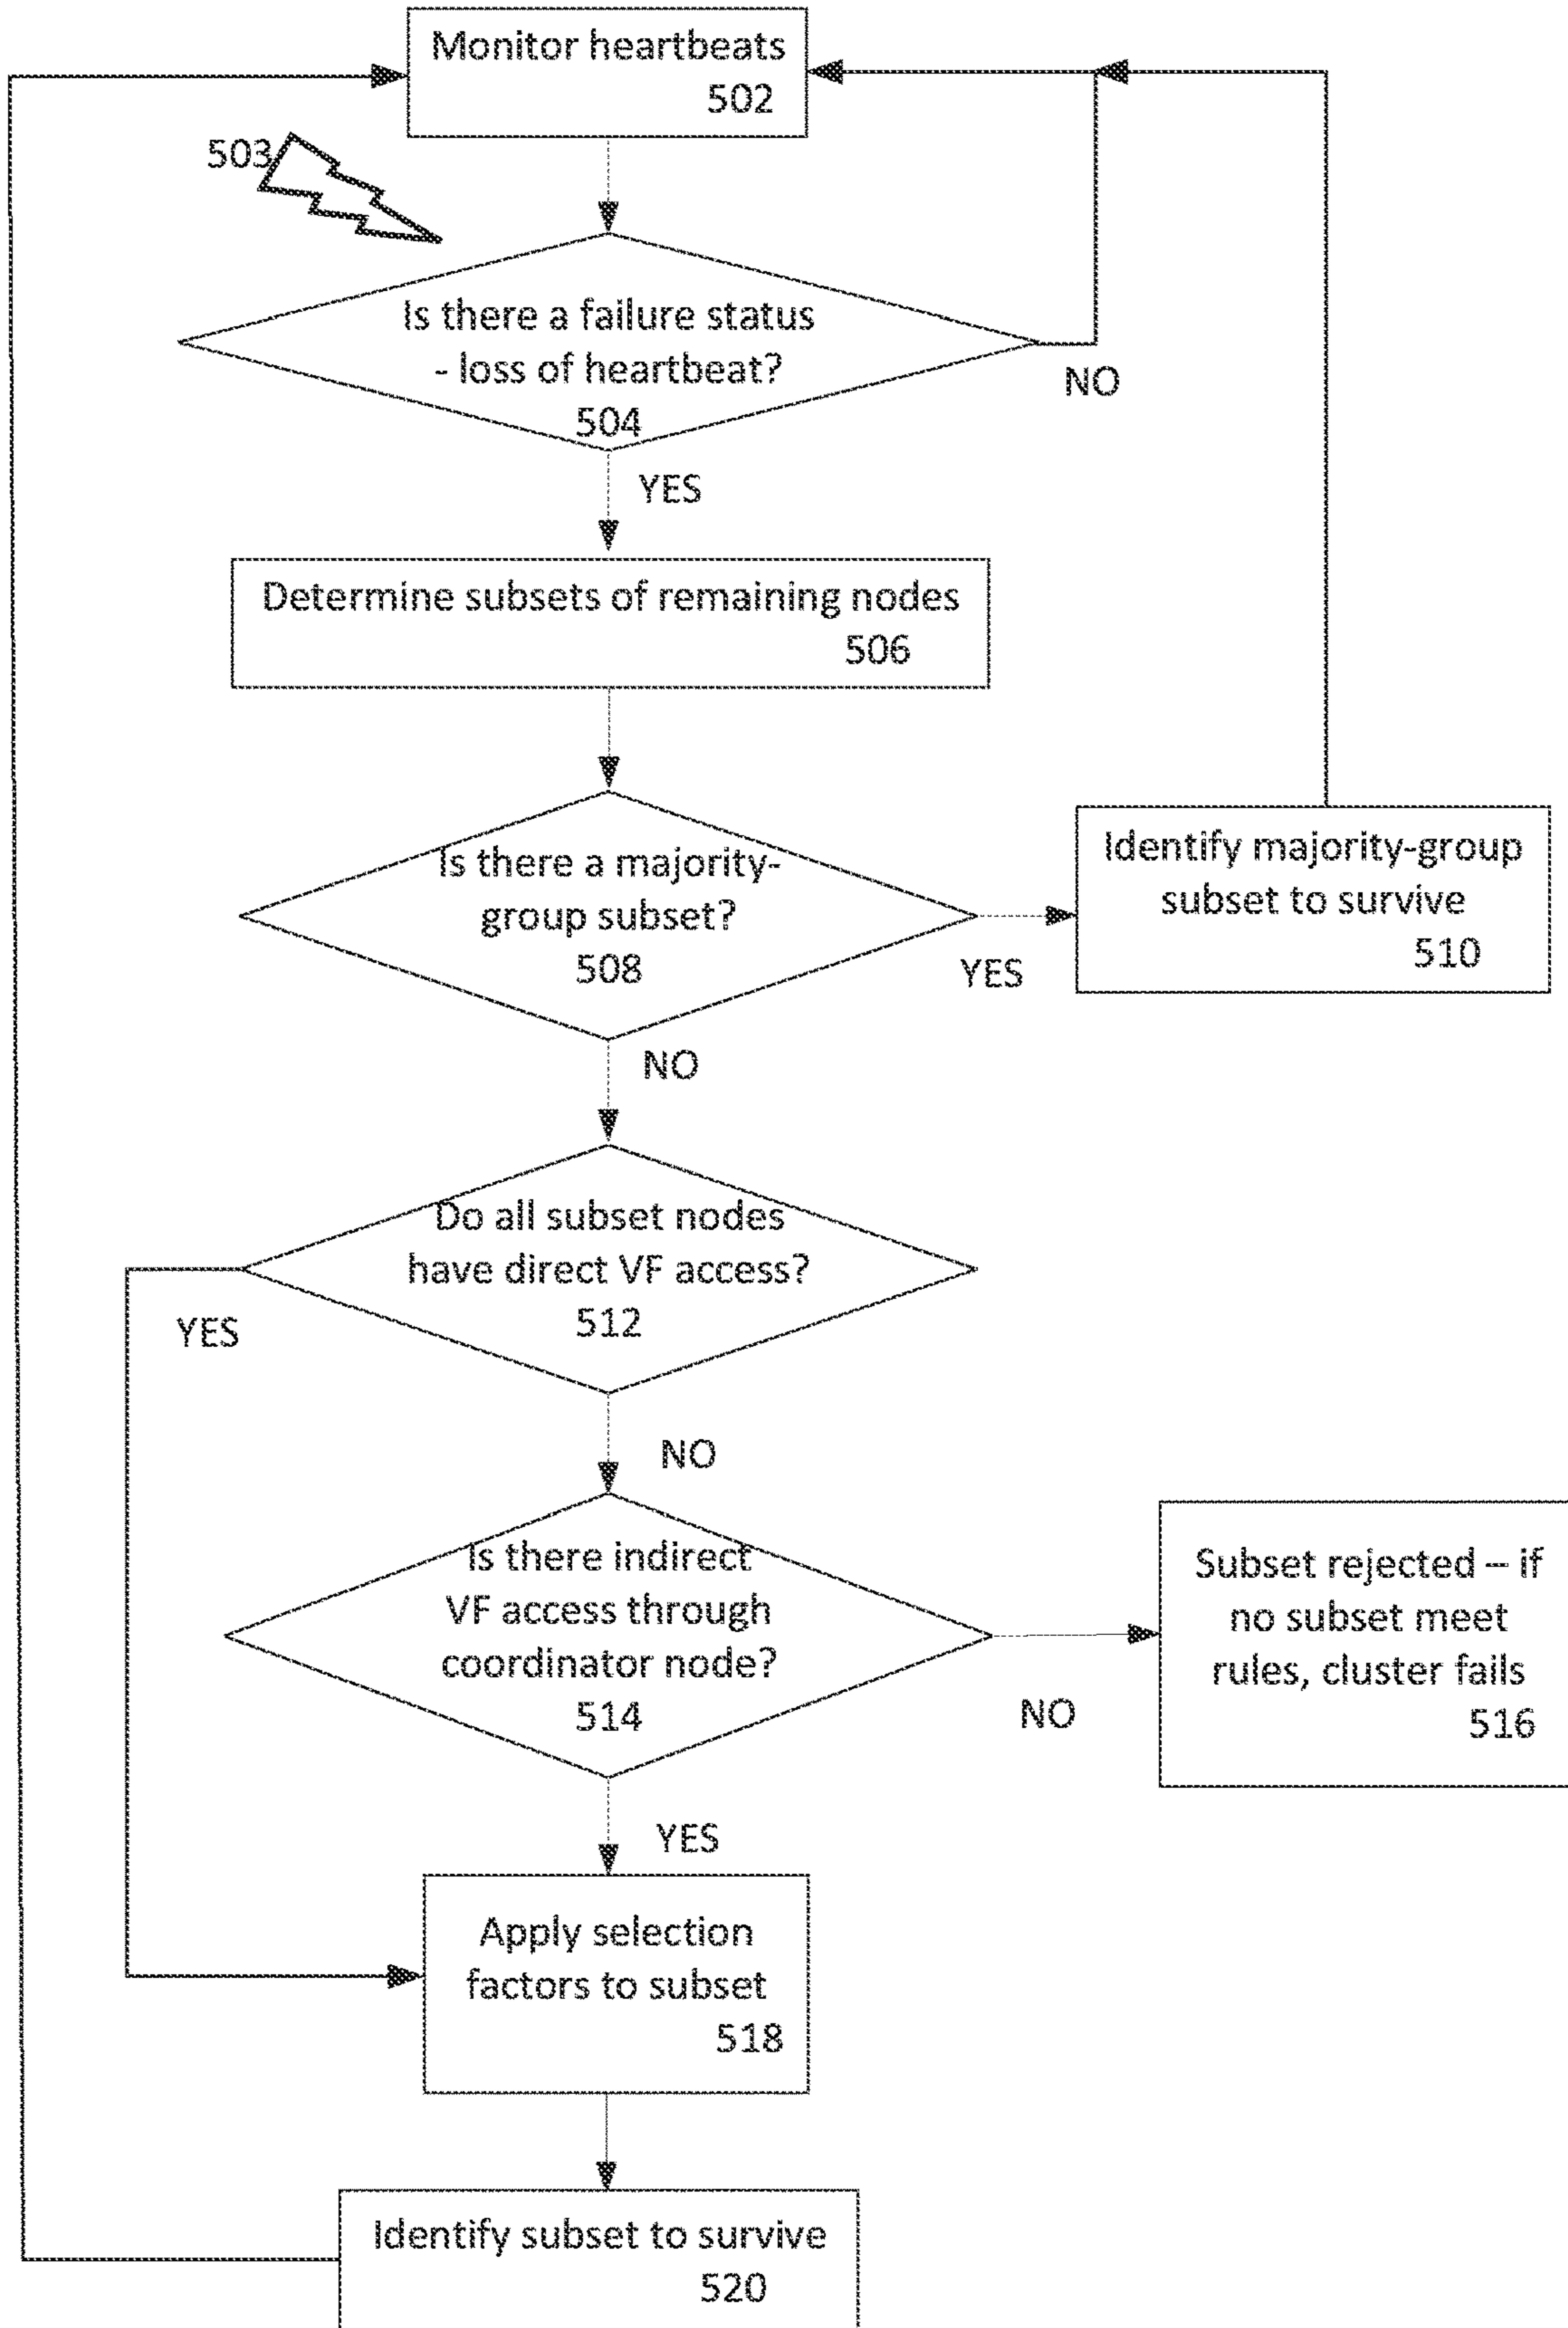 Monitor heartbeats
502
503
Is there a failure status
- loss of heartbeat?
504
NO
YES
Determine subsets of remaining nodes
506
Is there a majority-
group subset?
508
YES
Identify majority-group
subset to survive
510
NO
Do all subset nodes
have direct VF access?
512
YES
NO
Is there indirect
VF access through
coordinator node?
514
NO
Subset rejected – if
no subset meet
rules, cluster fails
516
YES
Apply selection
factors to subset
518
Identify subset to survive
520